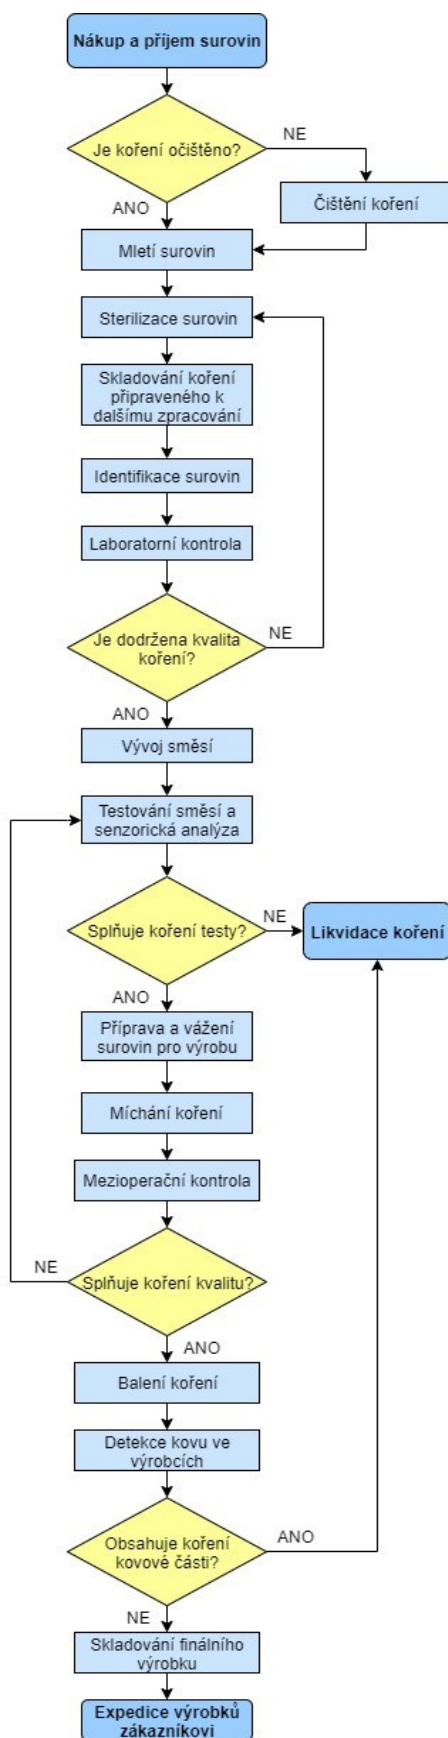 Nákup a příjem surovin
Je koření očištěno?
NE
ANO
Čištění koření
Mletí surovin
Sterilizace surovin
Skladování koření
připraveného k
dalšímu zpracování
Identifikace surovin
Laboratorní kontrola
Je dodržena kvalita
koření?
NE
ANO
Vývoj směsí
Testování směsí a
senzorická analýza
Splňuje koření testy?
NE
Likvidace koření
ANO
Příprava a vážení
surovin pro výrobu
Míchání koření
Mezioperační kontrola
NE
Splňuje koření kvalitu?
ANO
Balení koření
Detekce kovu ve
výrobcích
Obsahuje koření
kovové části?
ANO
NE
Skladování finálního
výrobku
Expedice výrobků
zákazníkovi